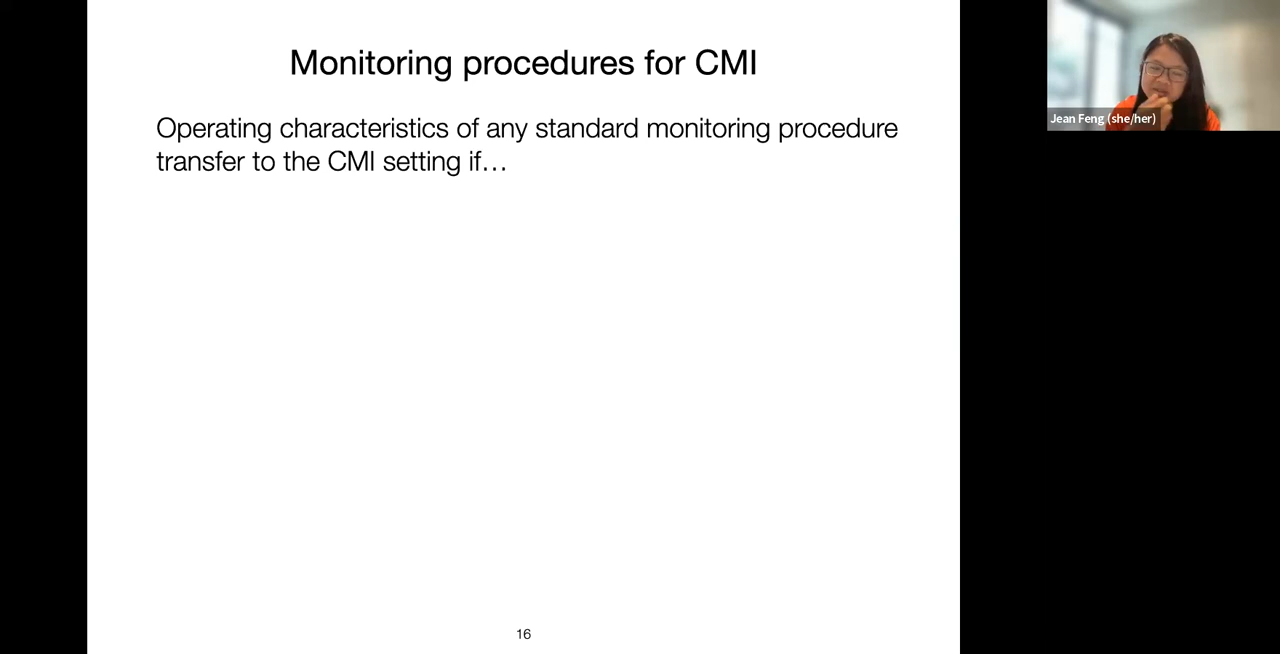 Monitoring procedures for CMI
Operating characteristics of any standard monitoring procedure
transfer to the CMI setting if…
16
Jean Feng (she/her)